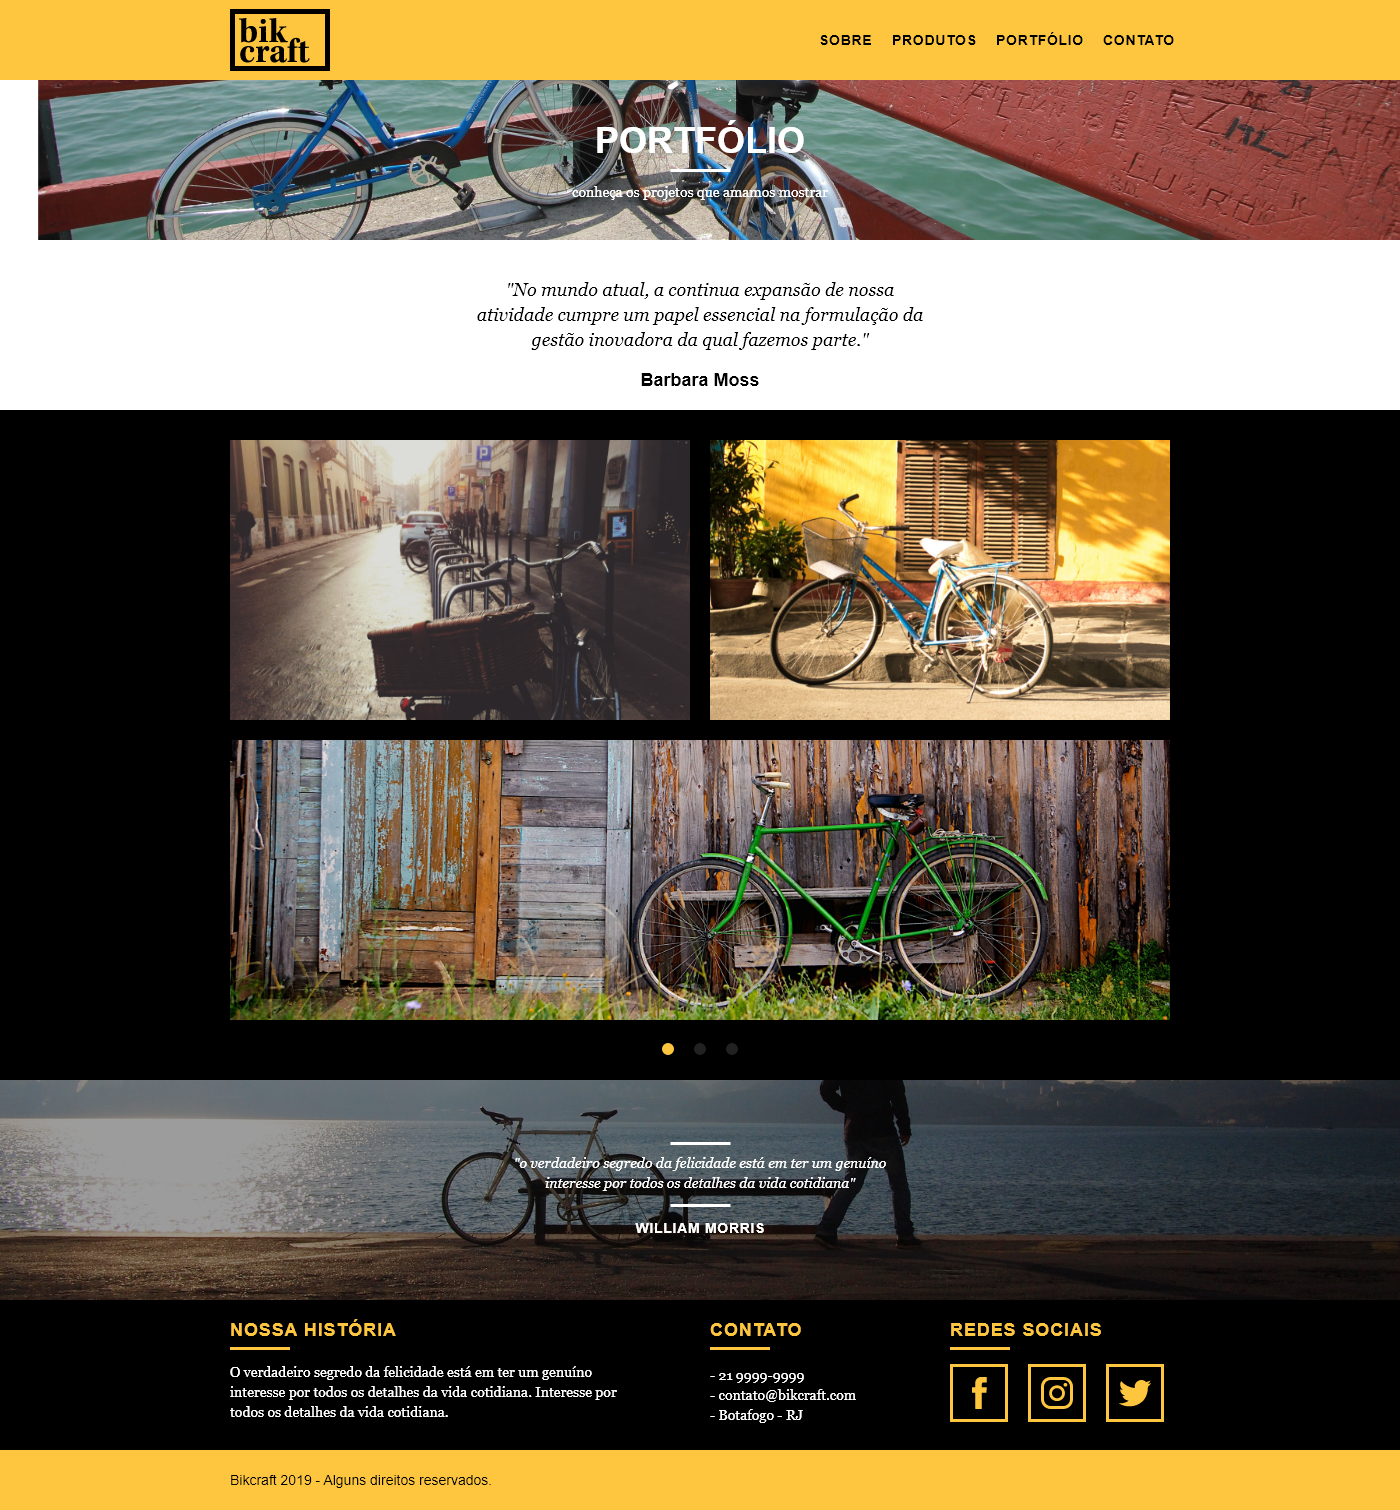 bik
craft
SOBRE PRODUTOS PORTFÓLIO CONTATO
PORTFÓLIO
conheça os projetos que amamos mostrar
"No mundo atual, a continua expansão de nossa
atividade cumpre um papel essencial na formulação da
gestão inovadora da qual fazemos parte."
Barbara Moss
P
"o verdadeiro segredo da felicidade está em ter um genuíno
interesse por todos os detalhes da vida cotidiana"
WILLIAM MORRIS
NOSSA HISTÓRIA
O verdadeiro segredo da felicidade está em ter um genuíno
interesse por todos os detalhes da vida cotidiana. Interesse por
todos os detalhes da vida cotidiana.
CONTATO
- 21 9999-9999
- contato@bikcraft.com
- Botafogo - RJ
REDES SOCIAIS
Bikcraft 2019 - Alguns direitos reservados.